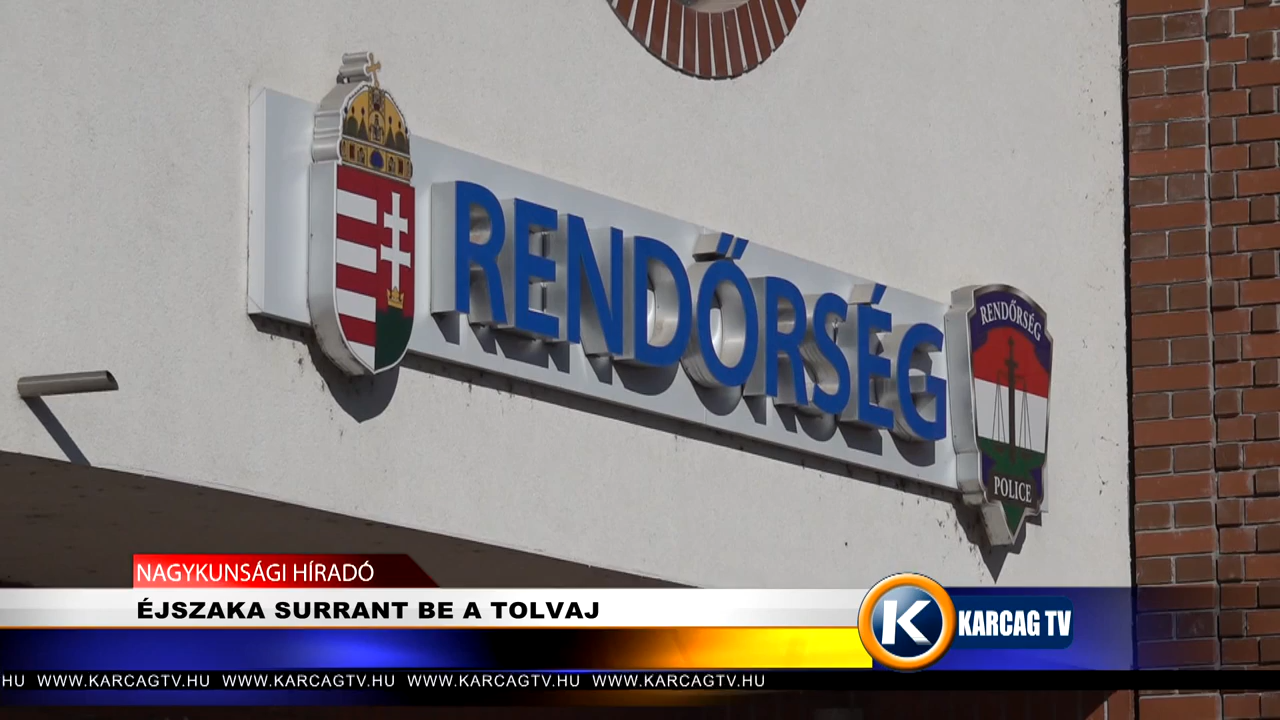 RENDŐRSÉG
RENDŐRSÉG
POLICE
NAGYKUNSÁGI HÍRADÓ
ÉJSZAKA SURRANT BE A TOLVAJ
K KARCAG TV
.HU WWW.KARCAGTV.HU WWW.KARCAGTV.HU WWW.KARCAGTV.HU WWW.KARCAGTV.HU